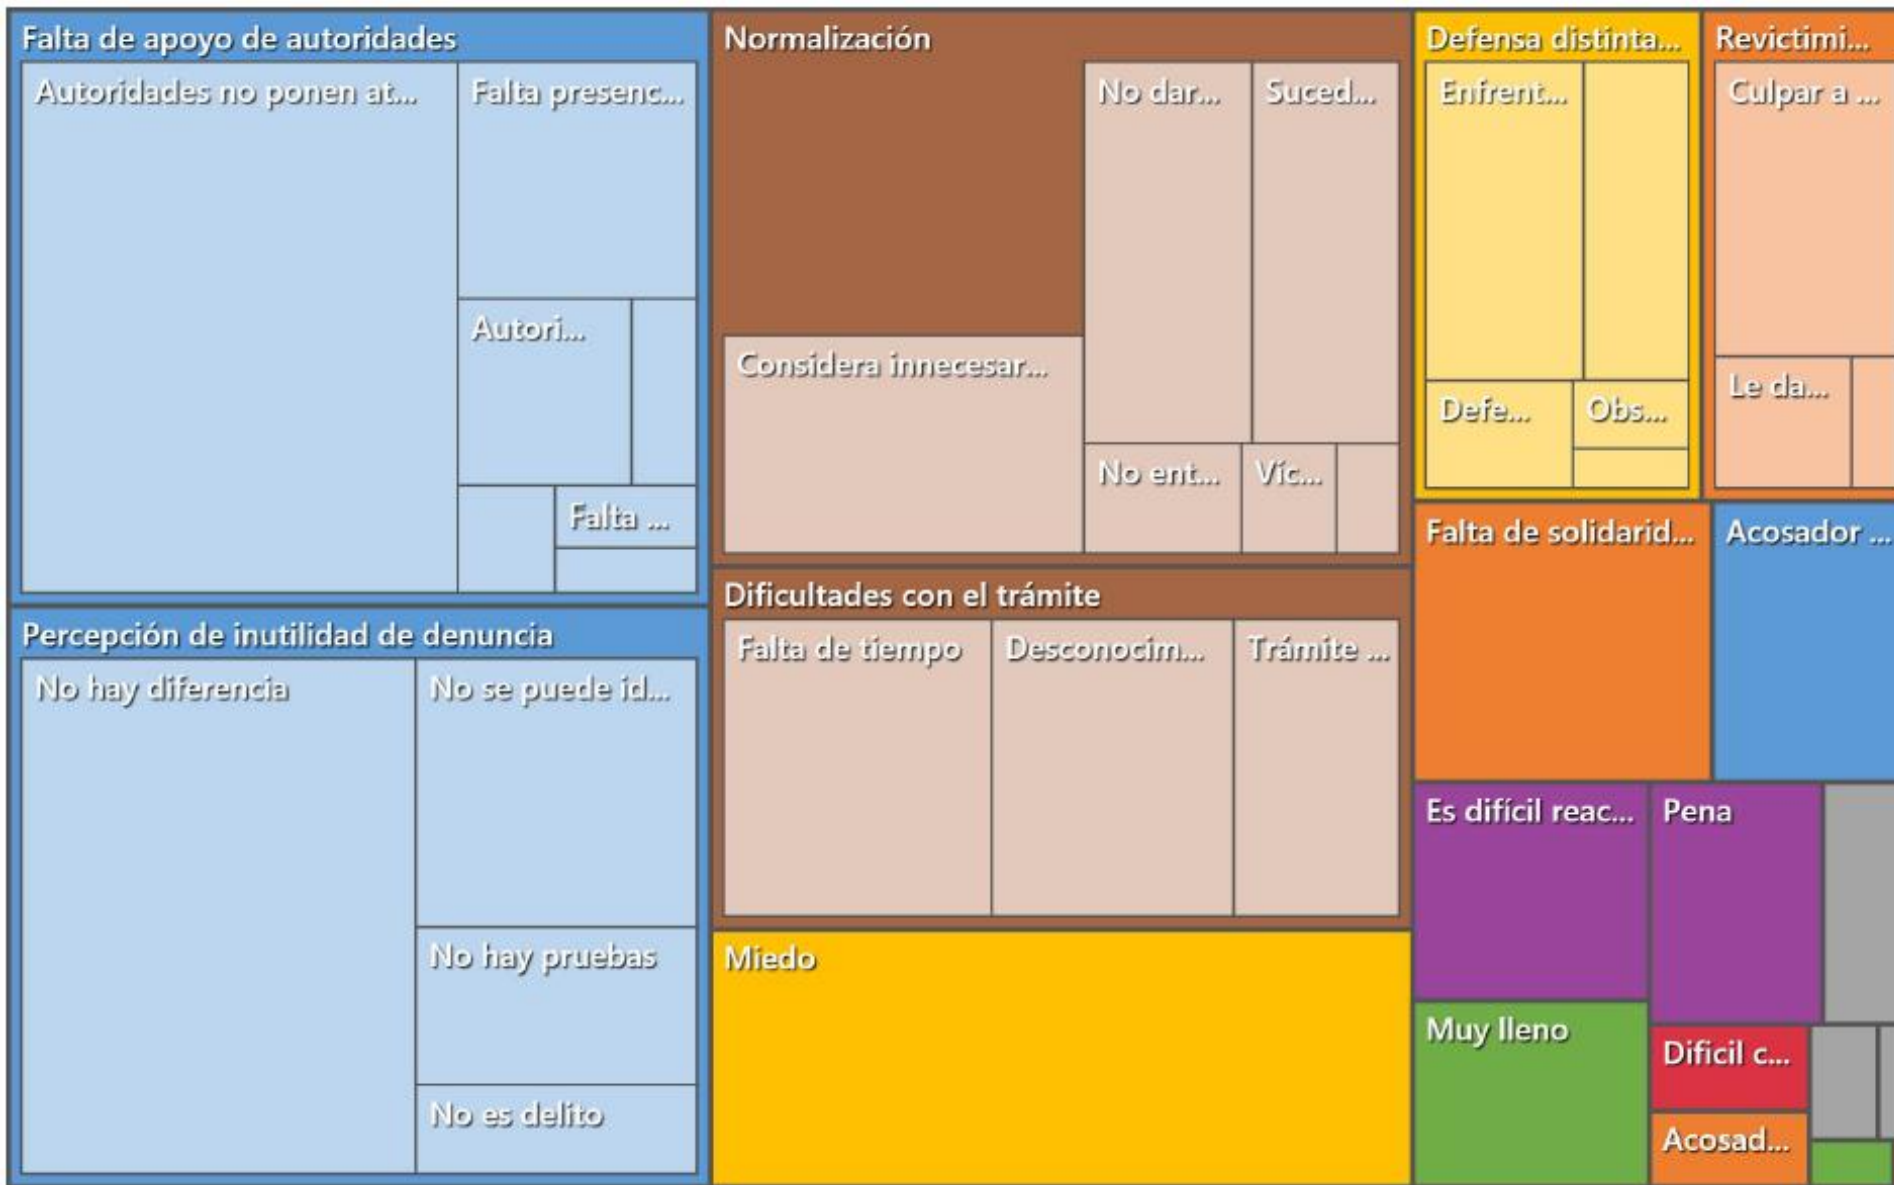 Falta de apoyo de autoridades
Autoridades no ponen at...
Falta presenc...
Autori...
Falta ...
Percepción de inutilidad de denuncia
No hay diferencia
No se puede id...
No hay pruebas
No es delito
Normalización
No dar...
Suced...
Considera innecesar...
No ent...
Víc...
Dificultades con el trámite
Falta de tiempo
Desconocim...
Trámite ...
Miedo
Defensa distinta...
Enfrent...
Defe...
Obs...
Revictimi...
Culpar a ...
Le da...
Falta de solidarid...
Acosador ...
Es difícil reac...
Pena
Muy lleno
Dificil c...
Acosad...